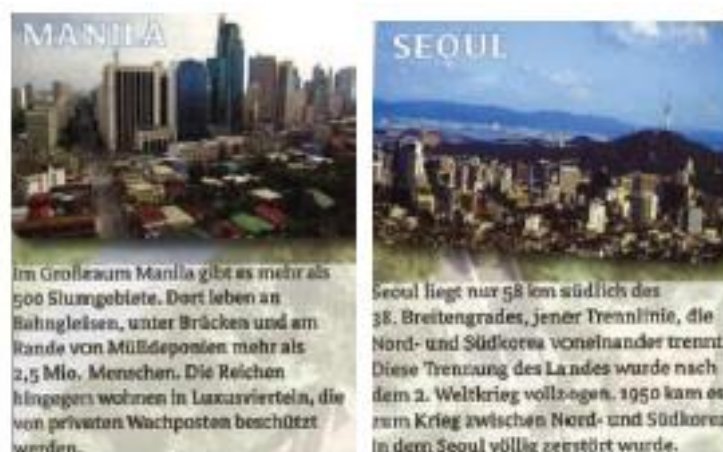 MANILA
Im Großraum Manila gibt es mehr als
500 Slumgebiete. Dort leben an
Bahngleisen, unter Brücken und am
Rande von Mülldeponien mehr als
2,5 Mio. Menschen. Die Reichen
hingegen wohnen in Luxusvierteln, die
von privaten Wachposten beschützt
werden.
SEOUL
Seoul liegt nur 58 km südlich des
38. Breitengrades, jener Trennlinie, die
Nord- und Südkorea voneinander trennt.
Diese Trennung des Landes wurde nach
dem 2. Weltkrieg vollzogen. 1950 kam es
zum Krieg zwischen Nord- und Südkorea
in dem Seoul völlig zerstört wurde.